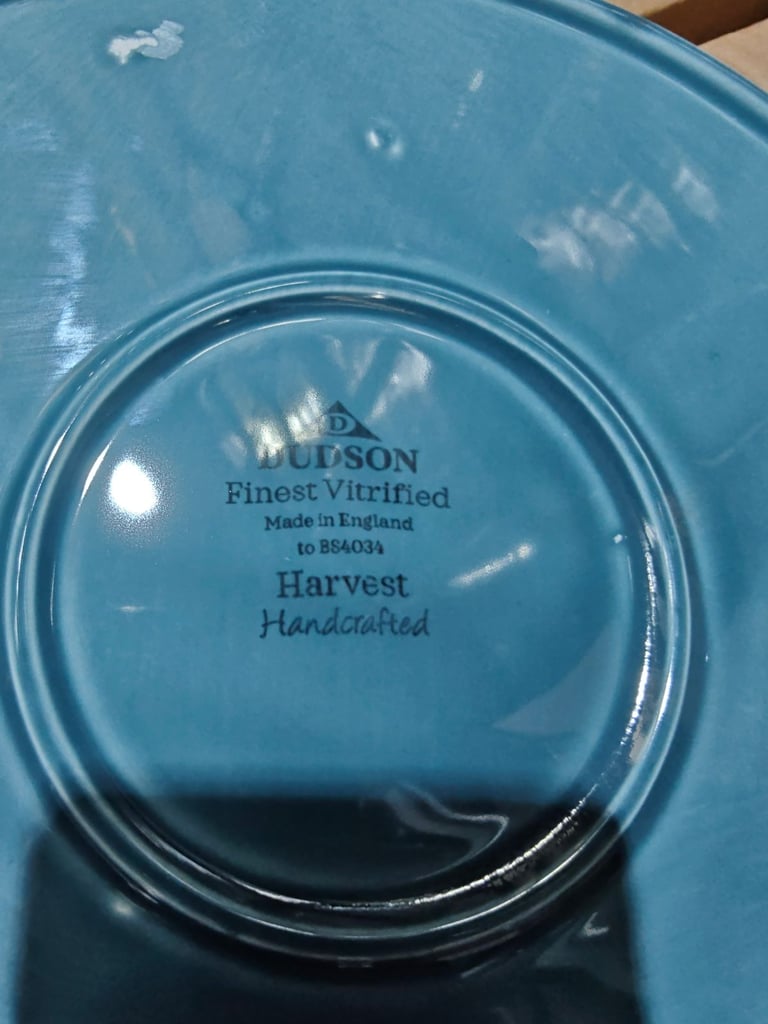 D
DUDSON
Finest Vitrified
Made in England
to BS4034
Harvest
Handcrafted